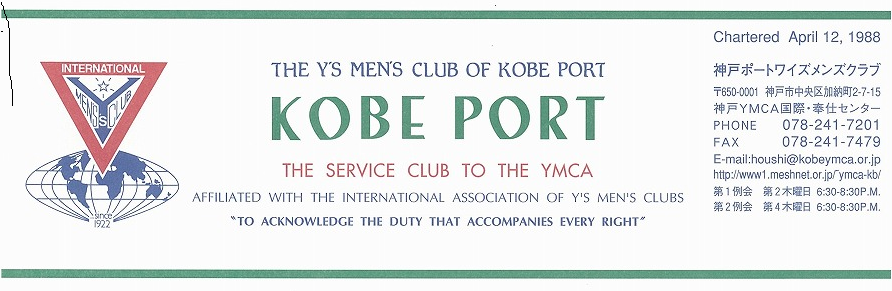 INTERNATIONAL
Y
MEN'S CLUB
since
1922
THE Y'S MEN'S CLUB OF KOBE PORT
KOBE PORT
THE SERVICE CLUB TO THE YMCA
AFFILIATED WITH THE INTERNATIONAL ASSOCIATION OF Y'S MEN'S CLUBS
"TO ACKNOWLEDGE THE DUTY THAT ACCOMPANIES EVERY RIGHT"
Chartered April 12, 1988
神戸ポートワイズメンズクラブ
〒650-0001 神戸市中央区加納町2-7-15
神戸YMCA国際・奉仕センター
PHONE 078-241-7201
FAX 078-241-7479
E-mail:houshi@kobeymca.or.jp
http://www1.meshnet.or.jp/~ymca-kb/
第1例会 第2木曜日 6:30-8:30P.M.
第2例会 第4木曜日 6:30-8:30P.M.